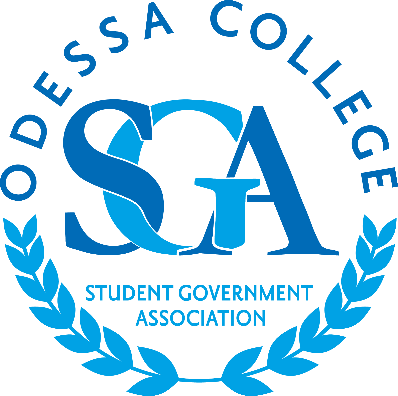 ODESSA COLLEGE
SGA
STUDENT GOVERNMENT
ASSOCIATION